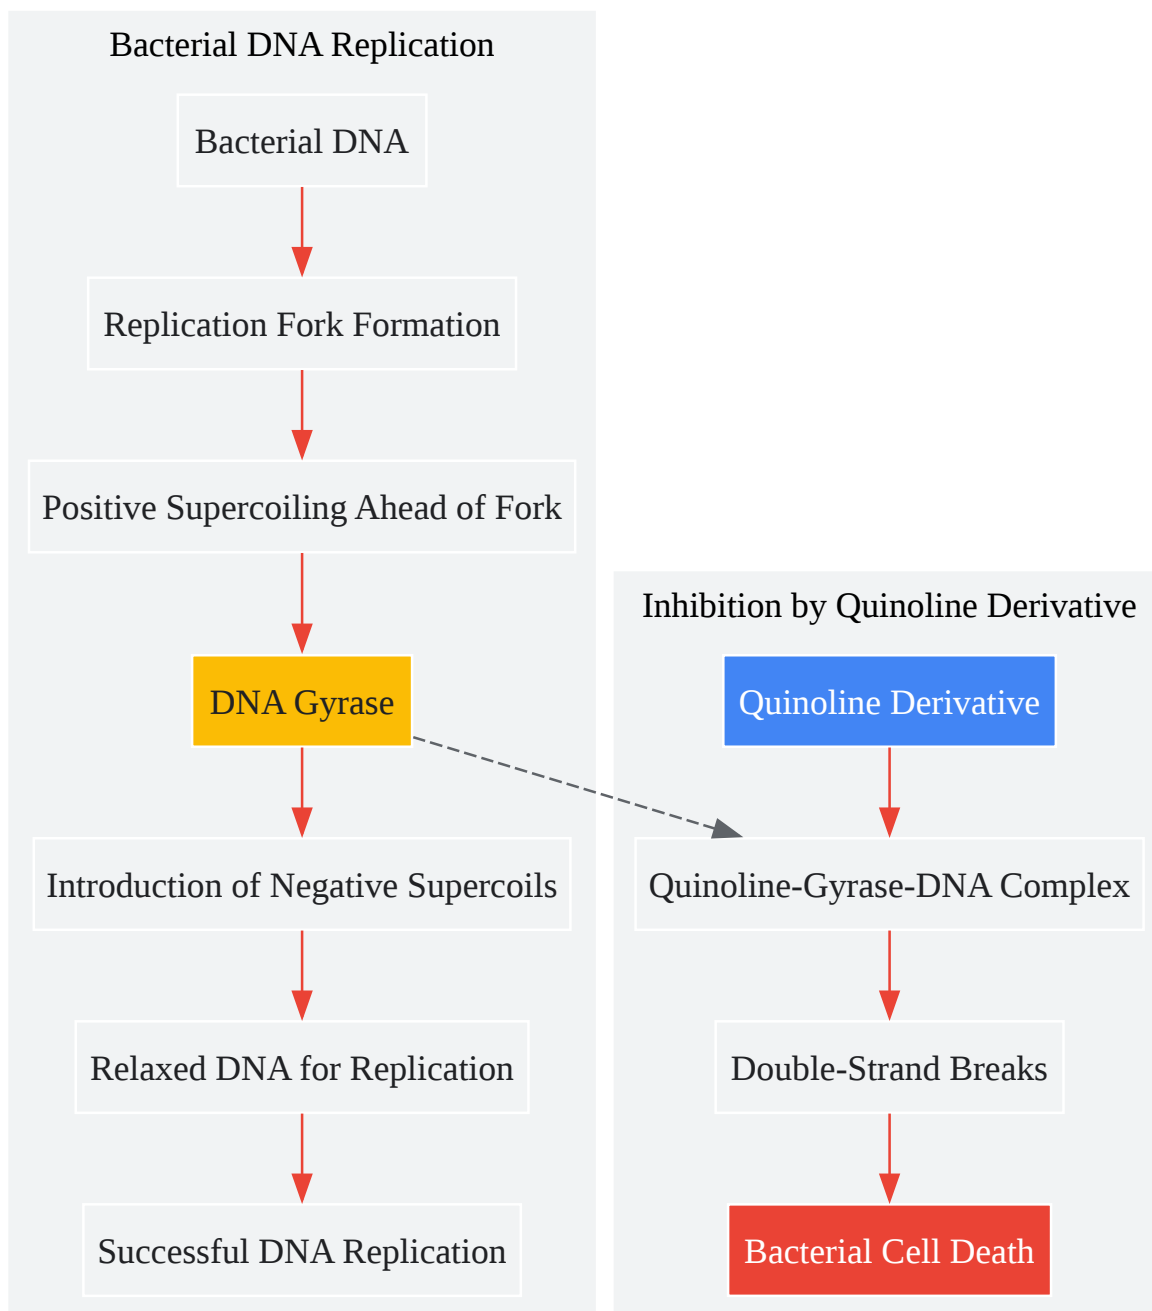 Bacterial DNA Replication
Bacterial DNA
Replication Fork Formation
Positive Supercoiling Ahead of Fork
DNA Gyrase
Introduction of Negative Supercoils
Relaxed DNA for Replication
Successful DNA Replication
Inhibition by Quinoline Derivative
Quinoline Derivative
Quinoline-Gyrase-DNA Complex
Double-Strand Breaks
Bacterial Cell Death